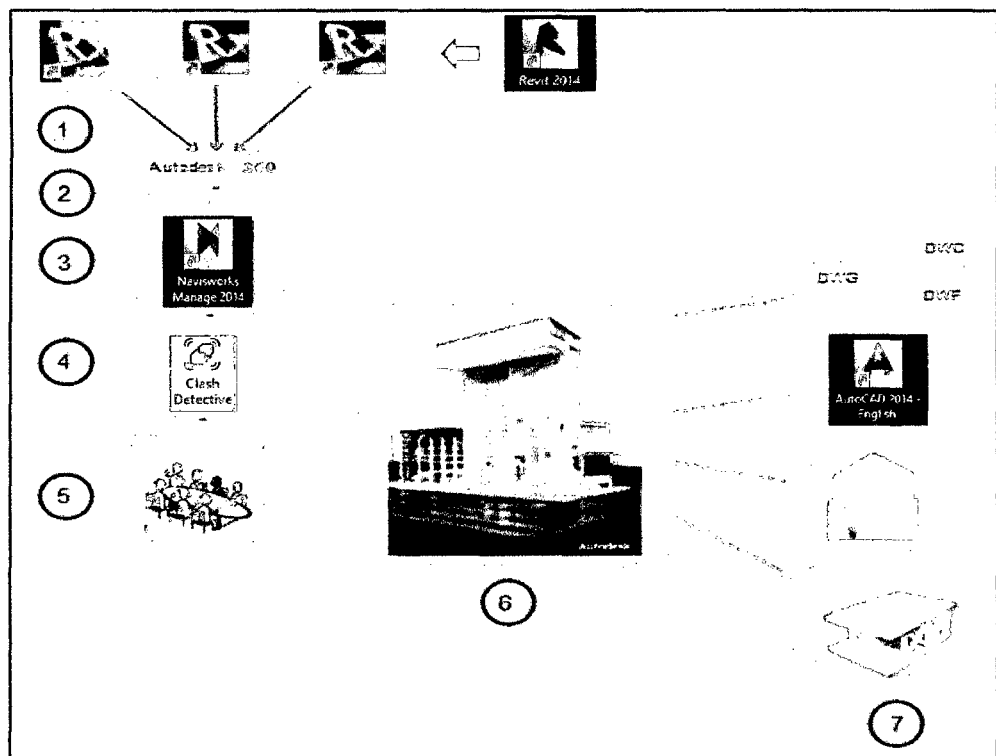 Revit 2014
1
Autodesk 360
2
3
Navisworks
Manage 2014
DWG
DWF
4
Clash
Detective
AutoCAD 2014 -
English
5
Autodesk
6
7